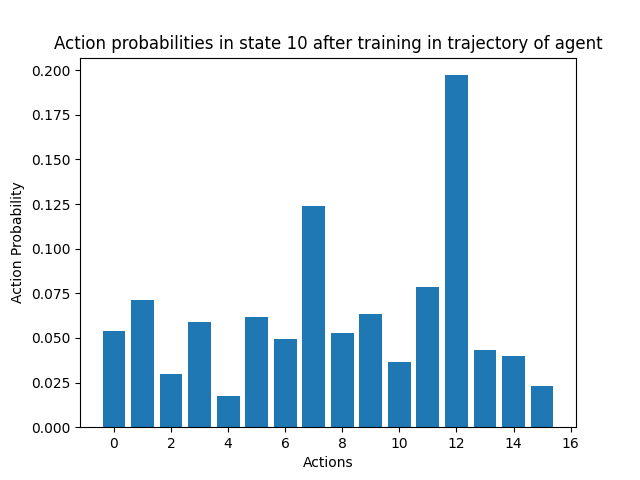 Action probabilities in state 10 after training in trajectory of agent
0.200
0.175
0.150
0.125
0.100
0.075
0.050
0.025
0.000
Action Probability
0 2 4 6 8 10 12 14 16
Actions